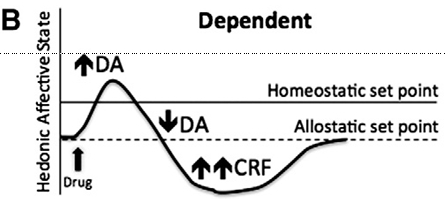 B
Dependent
Hedonic Affective State
↑DA
Homeostatic set point
↓DA
Allostatic set point
↑↑CRF
↑
Drug